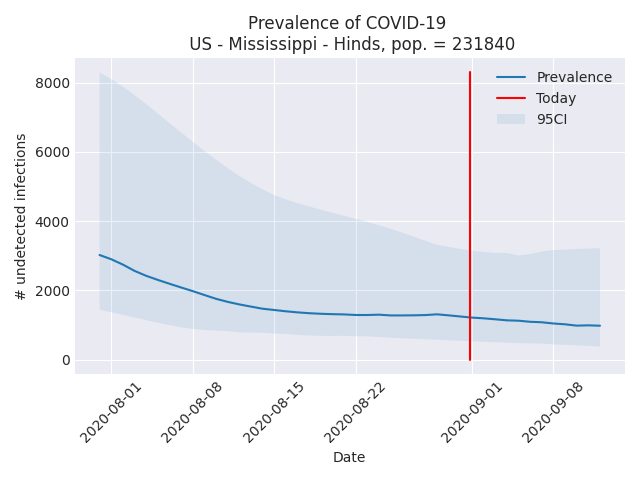 Prevalence of COVID-19
US - Mississippi - Hinds, pop. = 231840
Prevalence
Today
95CI
# undetected infections
8000
6000
4000
2000
0
2020-08-01
2020-08-08
2020-08-15
2020-08-22
2020-09-01
2020-09-08
Date